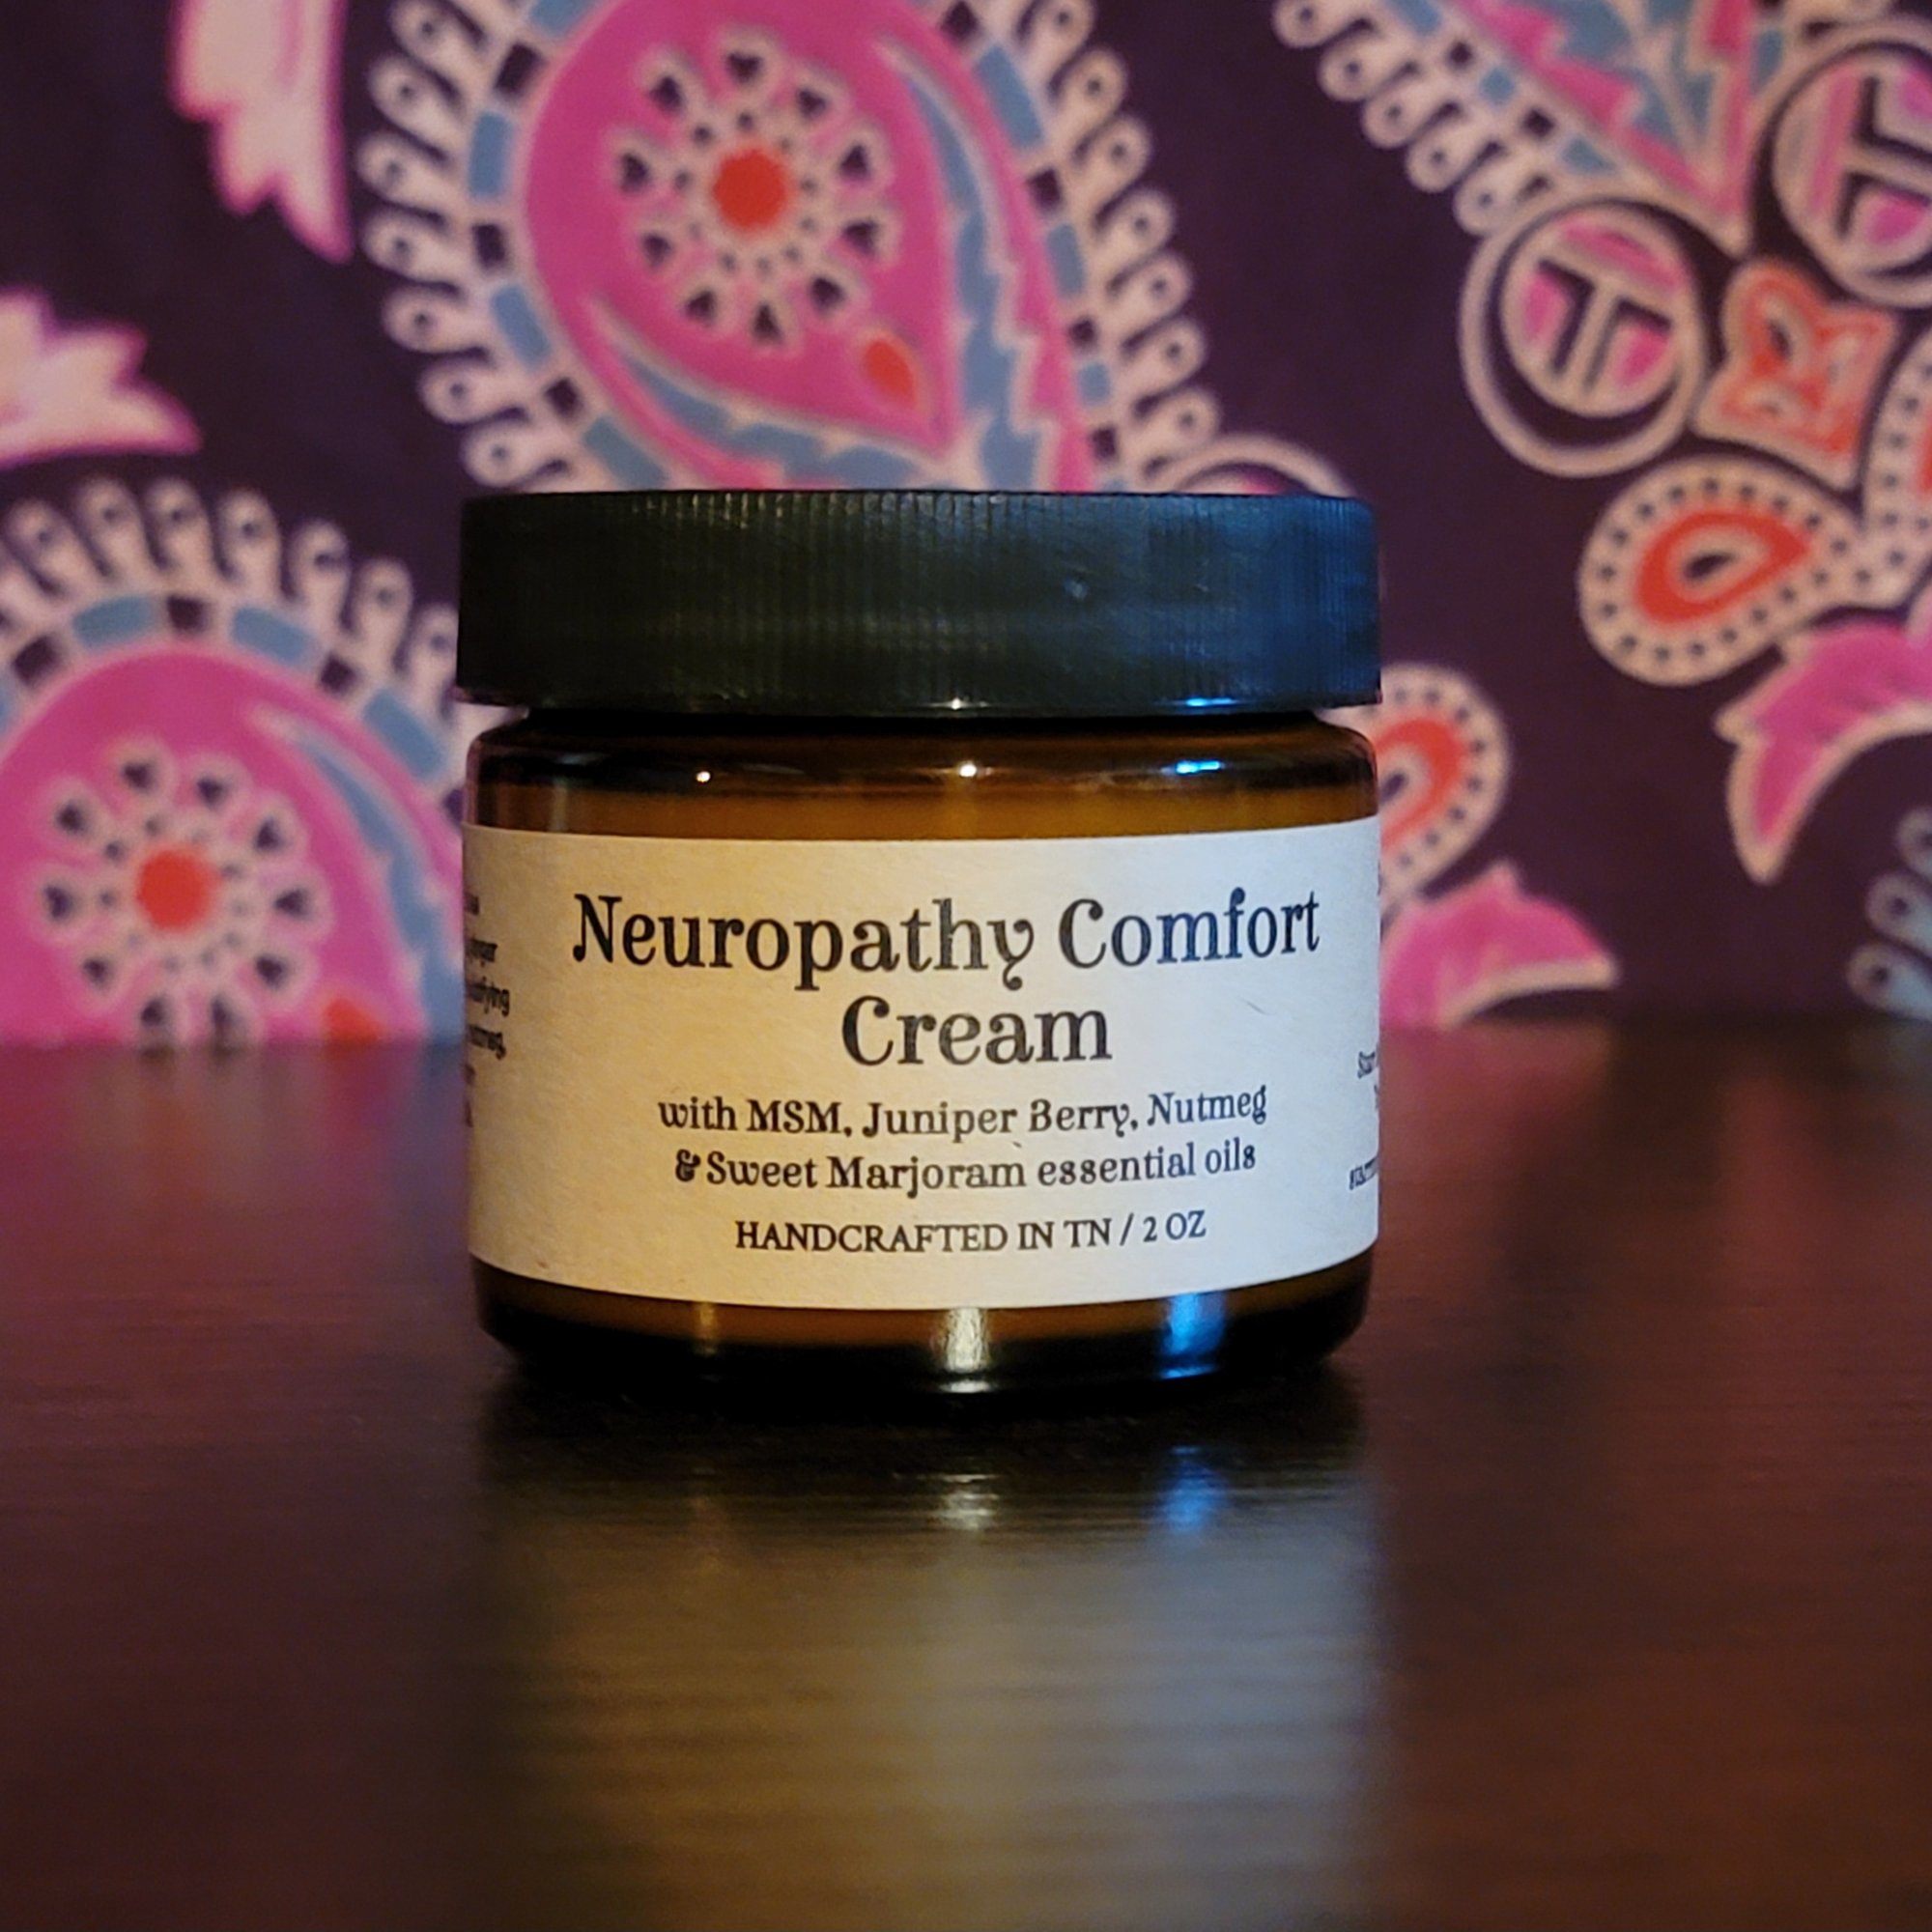 Neuropathy Comfort
Cream
with MSM, Juniper Berry, Nutmeg
& Sweet Marjoram essential oils
HANDCRAFTED IN TN / 2 OZ